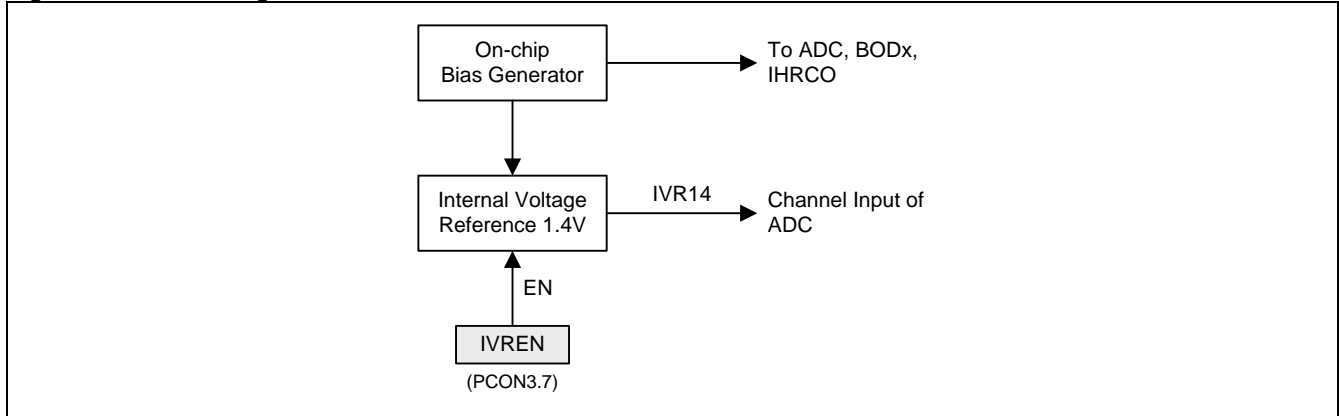 On-chip
Bias Generator
To ADC, BODx,
IHRCO
Internal Voltage
Reference 1.4V
IVR14
Channel Input of
ADC
EN
IVREN
(PCON3.7)